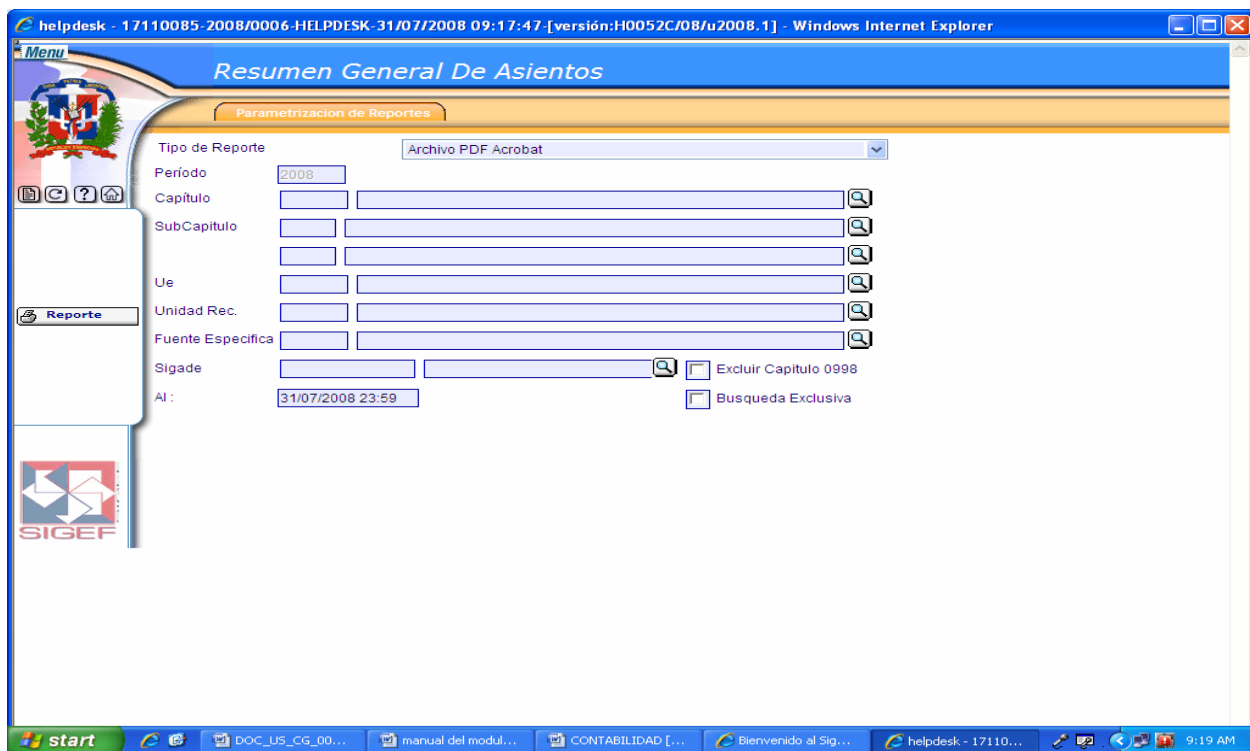 helpdesk - 17110085-2008/0006-HELPDESK-31/07/2008 09:17:47-[versión:H0052C/08/u2008.1] - Windows Internet Explorer
Menu
Resumen General De Asientos
Parametrizacion de Reportes
Tipo de Reporte Archivo PDF Acrobat
Período 2008
Capítulo
SubCapitulo
Ue
Reporte
Unidad Rec.
Fuente Especifica
Sigade Excluir Capitulo 0998
Al : 31/07/2008 23:59 Busqueda Exclusiva
SIGEF
start DOC_US_CG_00... manual del modul... CONTABILIDAD [... Bienvenido al Sig... helpdesk - 17110... 9:19 AM